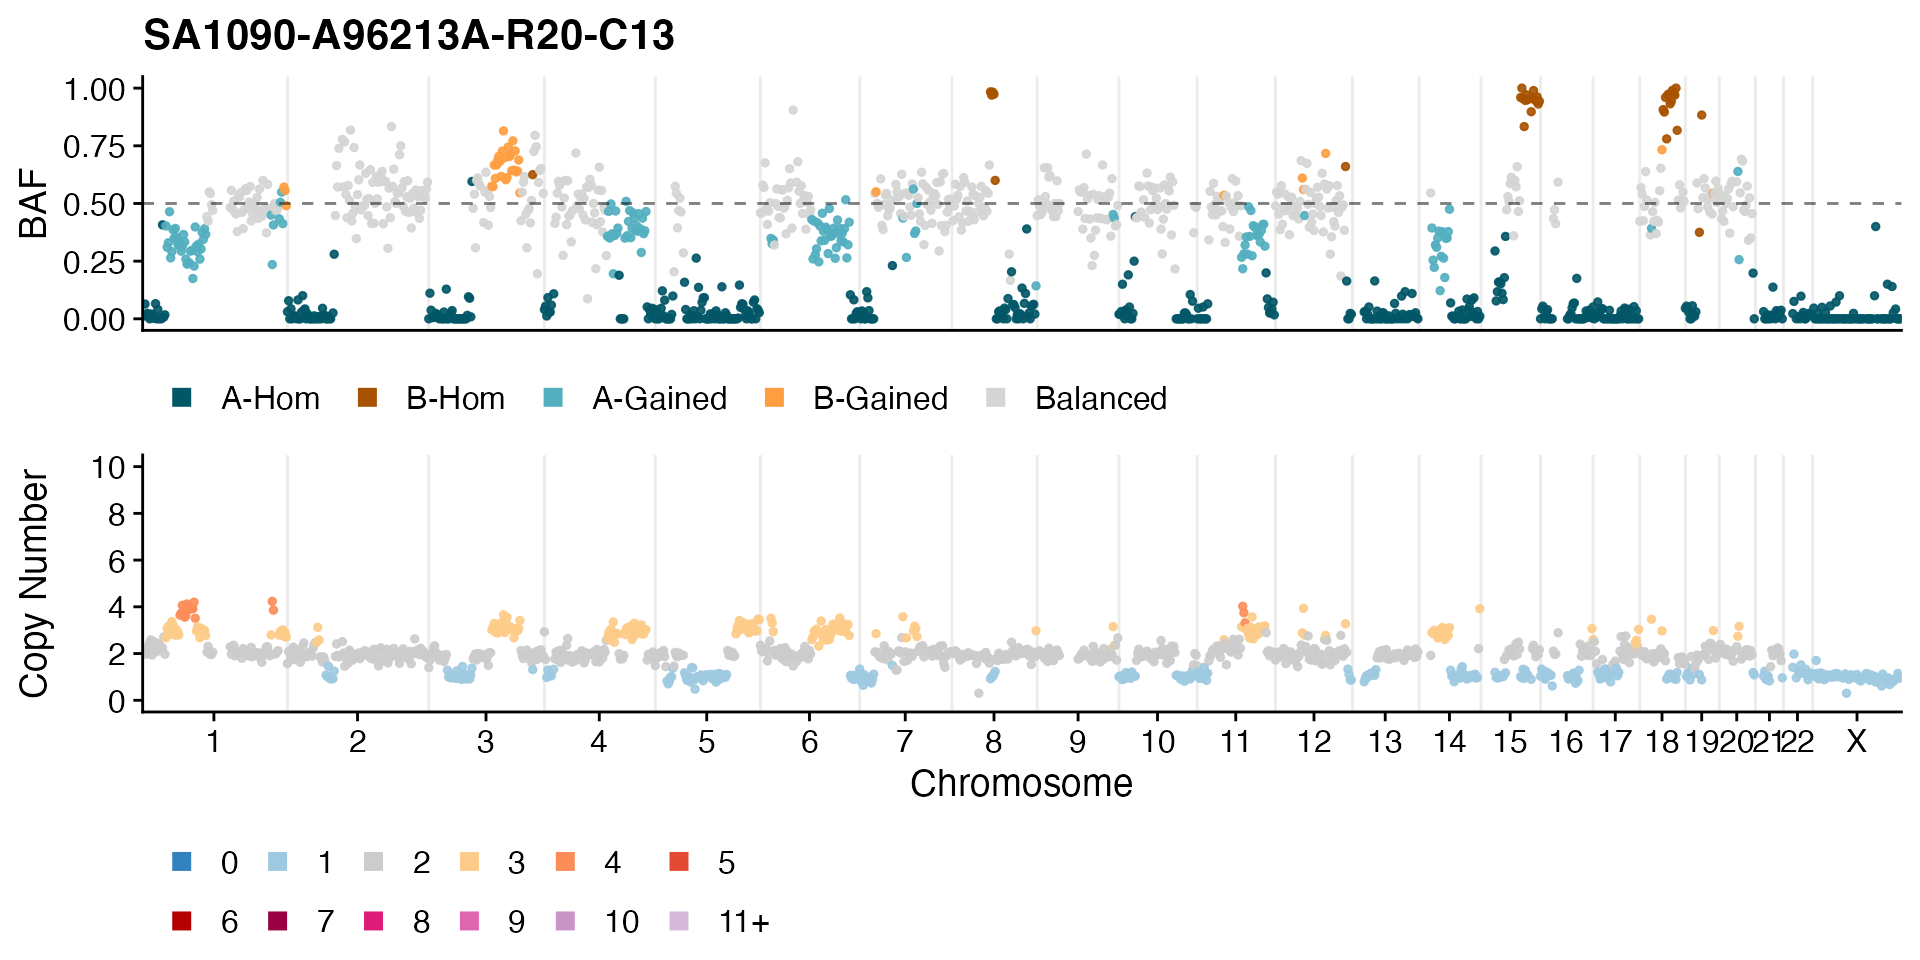 SA1090-A96213A-R20-C13
BAF
1.00
0.75
0.50
0.25
0.00
A-Hom B-Hom A-Gained B-Gained Balanced
Copy Number
10
8
6
4
2
0
1 2 3 4 5 6 7 8 9 10 11 12 13 14 15 16 17 18 19 20 21 22 X
Chromosome
0 1 2 3 4 5
6 7 8 9 10 11+